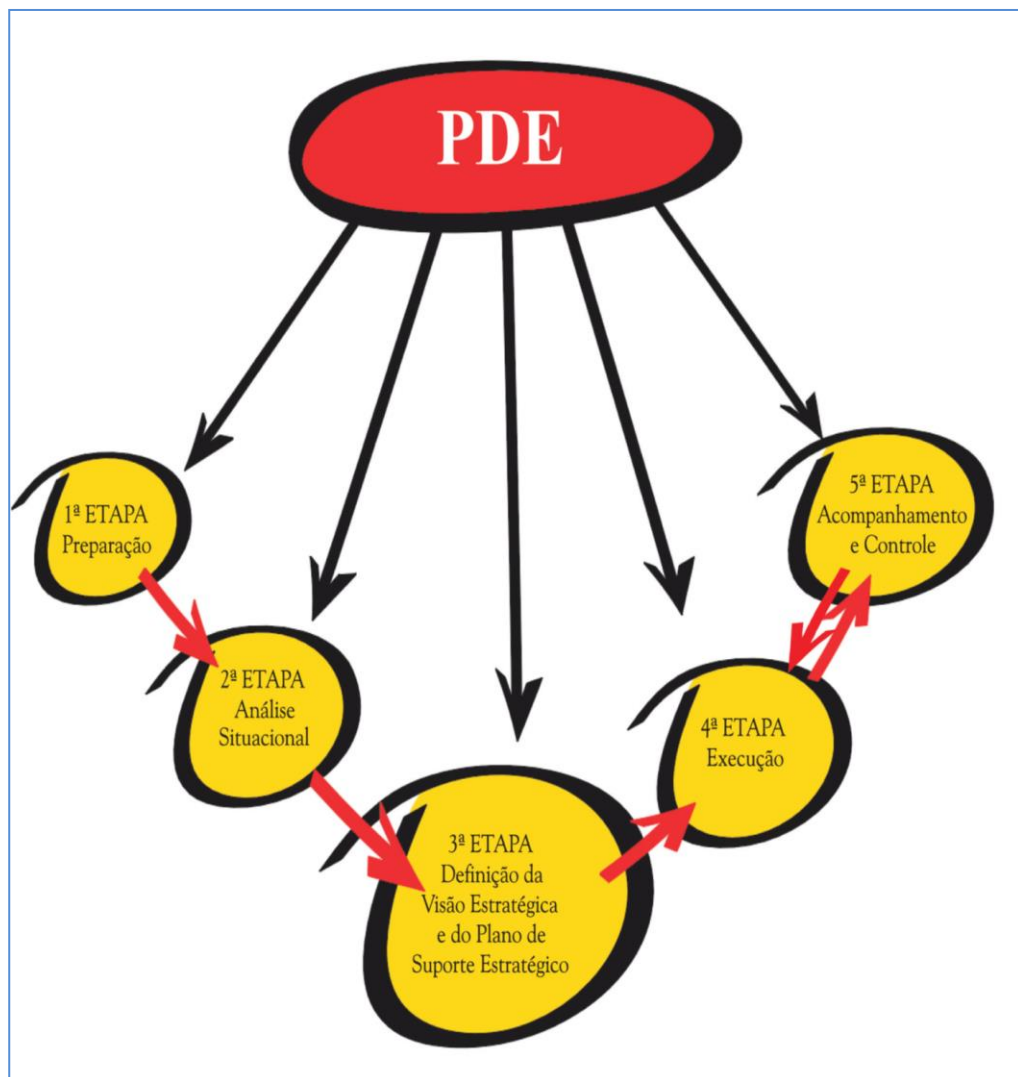 PDE
1ª ETAPA
Preparação
2ª ETAPA
Análise
Situacional
3ª ETAPA
Definição da
Visão Estratégica
e do Plano de
Suporte Estratégico
4ª ETAPA
Execução
5ª ETAPA
Acompanhamento
e Controle